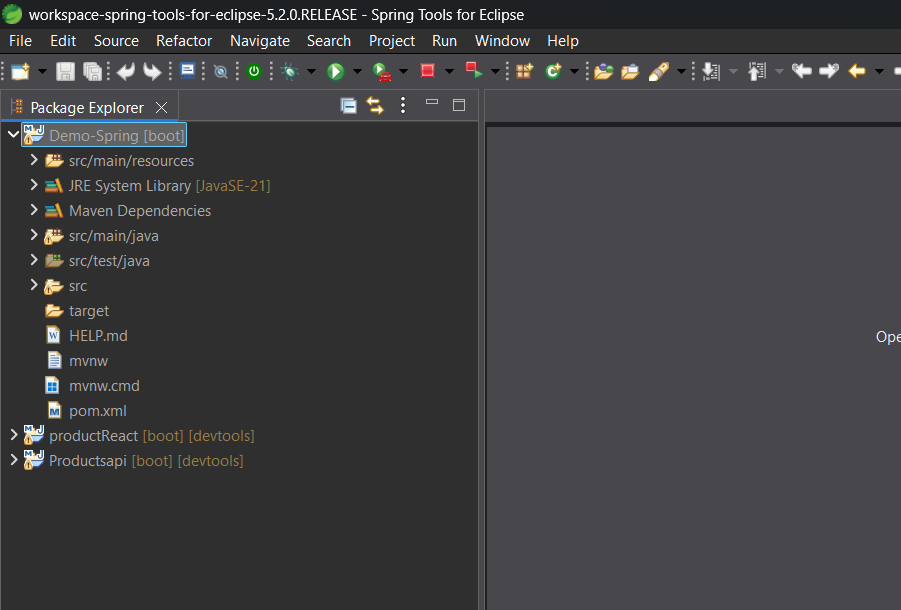 workspace-spring-tools-for-eclipse-5.2.0.RELEASE - Spring Tools for Eclipse
File Edit Source Refactor Navigate Search Project Run Window Help
Package Explorer
Demo-Spring [boot]
src/main/resources
JRE System Library [JavaSE-21]
Maven Dependencies
src/main/java
src/test/java
src
target
HELP.md
mvnw
mvnw.cmd
pom.xml
productReact [boot] [devtools]
Productsapi [boot] [devtools]
Ope